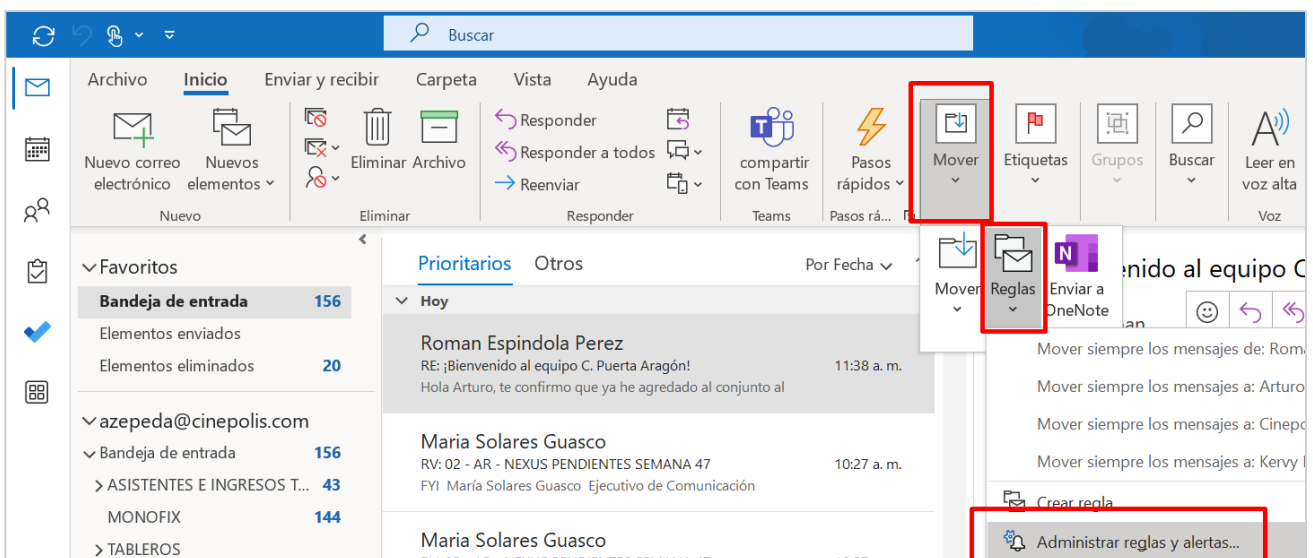 Buscar
Archivo Inicio Enviar y recibir Carpeta Vista Ayuda
Nuevo correo electrónico
Nuevos elementos
Eliminar
Archivo
Responder
Responder a todos
Reenviar
compartir con Teams
Pasos rápidos
Mover
Etiquetas
Grupos
Buscar
Leer en voz alta
Nuevo
Eliminar
Responder
Teams
Pasos rá...
Voz
Mover
Reglas
Enviar a OneNote
Favoritos
Bandeja de entrada 156
Elementos enviados
Elementos eliminados 20
azepeda@cinepolis.com
Bandeja de entrada 156
ASISTENTES E INGRESOS T... 43
MONOFIX 144
TABLEROS
Prioritarios Otros Por Fecha
Hoy
Roman Espindola Perez
RE: ¡Bienvenido al equipo C. Puerta Aragón! 11:38 a. m.
Hola Arturo, te confirmo que ya he agredado al conjunto al
Maria Solares Guasco
RV: 02 - AR - NEXUS PENDIENTES SEMANA 47 10:27 a. m.
FYI María Solares Guasco Ejecutivo de Comunicación
Maria Solares Guasco
enido al equipo C
Mover siempre los mensajes de: Roma
Mover siempre los mensajes a: Arturo
Mover siempre los mensajes a: Cinepo
Mover siempre los mensajes a: Kervy
Crear regla
Administrar reglas y alertas...